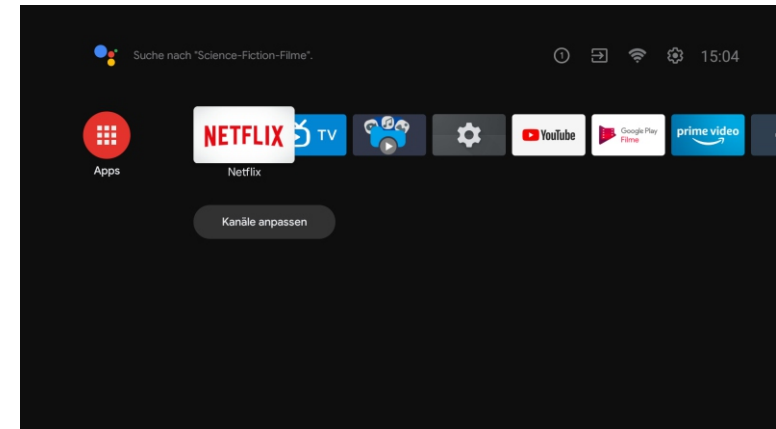 Suche nach "Science-Fiction-Filme".
1
15:04
NETFLIX
TV
YouTube
Google Play
Filme
prime video
Apps
Netflix
Kanäle anpassen